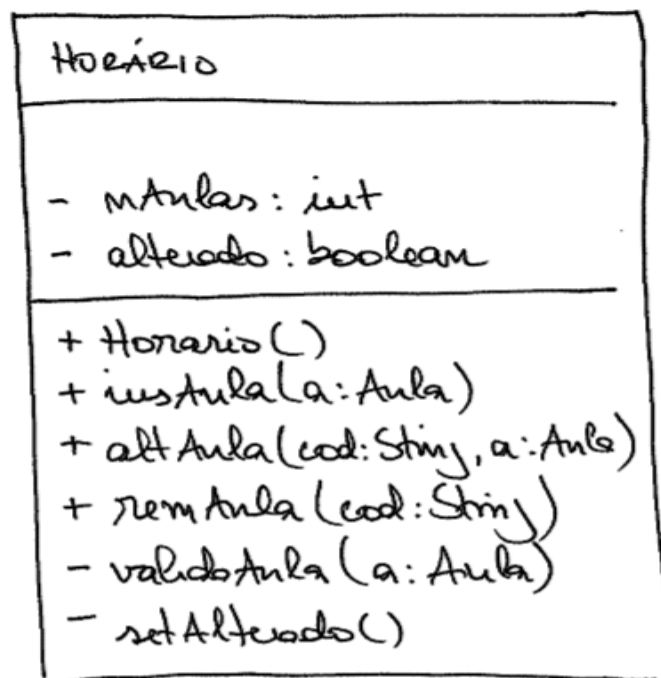 HORÁRIO
- nAulas: int
- alterado: boolean
+ Horario()
+ insAula(a:Aula)
+ altAula(cod:String, a:Aula)
+ remAula(cod:String)
- validaAula(a:Aula)
- setAlterado()